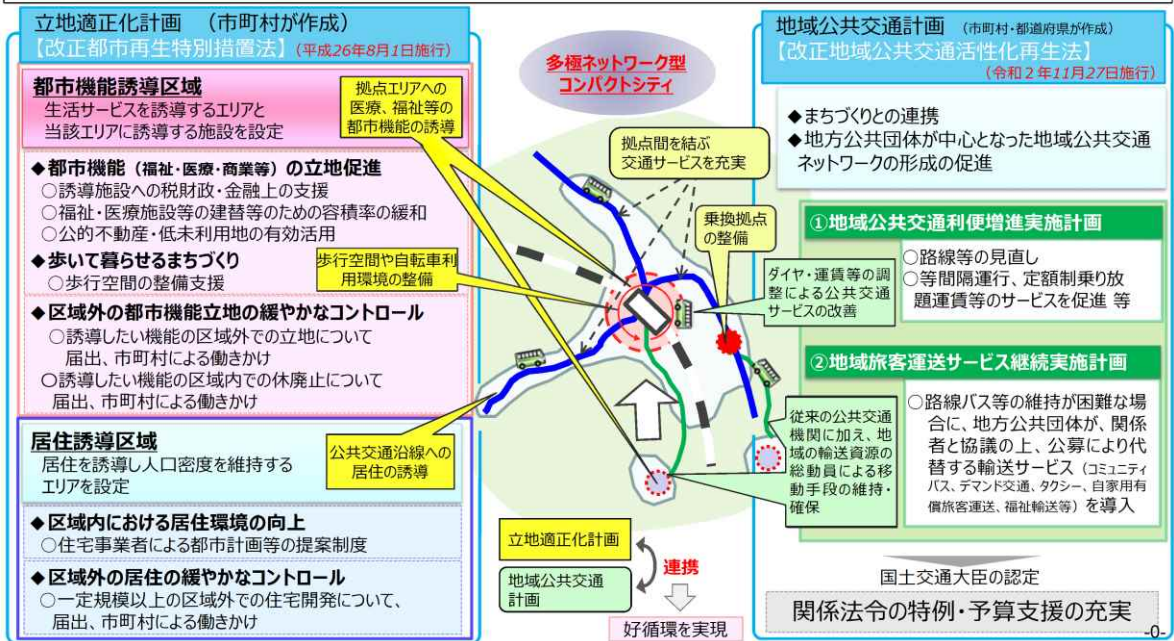 立地適正化計画 (市町村が作成)
【改正都市再生特別措置法】(平成26年8月1日施行)
都市機能誘導区域
生活サービスを誘導するエリアと
当該エリアに誘導する施設を設定
◆都市機能(福祉・医療・商業等)の立地促進
○誘導施設への税財政・金融上の支援
○福祉・医療施設等の建替等のための容積率の緩和
○公的不動産・低未利用地の有効活用
◆歩いて暮らせるまちづくり
○歩行空間の整備支援
◆区域外の都市機能立地の緩やかなコントロール
○誘導したい機能の区域外での立地について
届出、市町村による働きかけ
○誘導したい機能の区域内での休廃止について
届出、市町村による働きかけ
居住誘導区域
居住を誘導し人口密度を維持する
エリアを設定
◆区域内における居住環境の向上
○住宅事業者による都市計画等の提案制度
◆区域外の居住の緩やかなコントロール
○一定規模以上の区域外での住宅開発について、
届出、市町村による働きかけ
多極ネットワーク型
コンパクトシティ
拠点エリアへの
医療、福祉等の
都市機能の誘導
拠点間を結ぶ
交通サービスを充実
乗換拠点
の整備
歩行空間や自転車利
用環境の整備
ダイヤ・運賃等の調
整による公共交通
サービスの改善
公共交通沿線への
居住の誘導
従来の公共交通
機関に加え、地
域の輸送資源の
総動員による移
動手段の維持・
確保
立地適正化計画
連携
地域公共交通
計画
好循環を実現
地域公共交通計画 (市町村・都道府県が作成)
【改正地域公共交通活性化再生法】
(令和2年11月27日施行)
◆まちづくりとの連携
◆地方公共団体が中心となった地域公共交通
ネットワークの形成の促進
①地域公共交通利便増進実施計画
○路線等の見直し
○等間隔運行、定額制乗り放
題運賃等のサービスを促進 等
②地域旅客運送サービス継続実施計画
○路線バス等の維持が困難な場
合に、地方公共団体が、関係
者と協議の上、公募により代
替する輸送サービス(コミュニティ
バス、デマンド交通、タクシー、自家用有
償旅客運送、福祉輸送等)を導入
国土交通大臣の認定
関係法令の特例・予算支援の充実
-0-